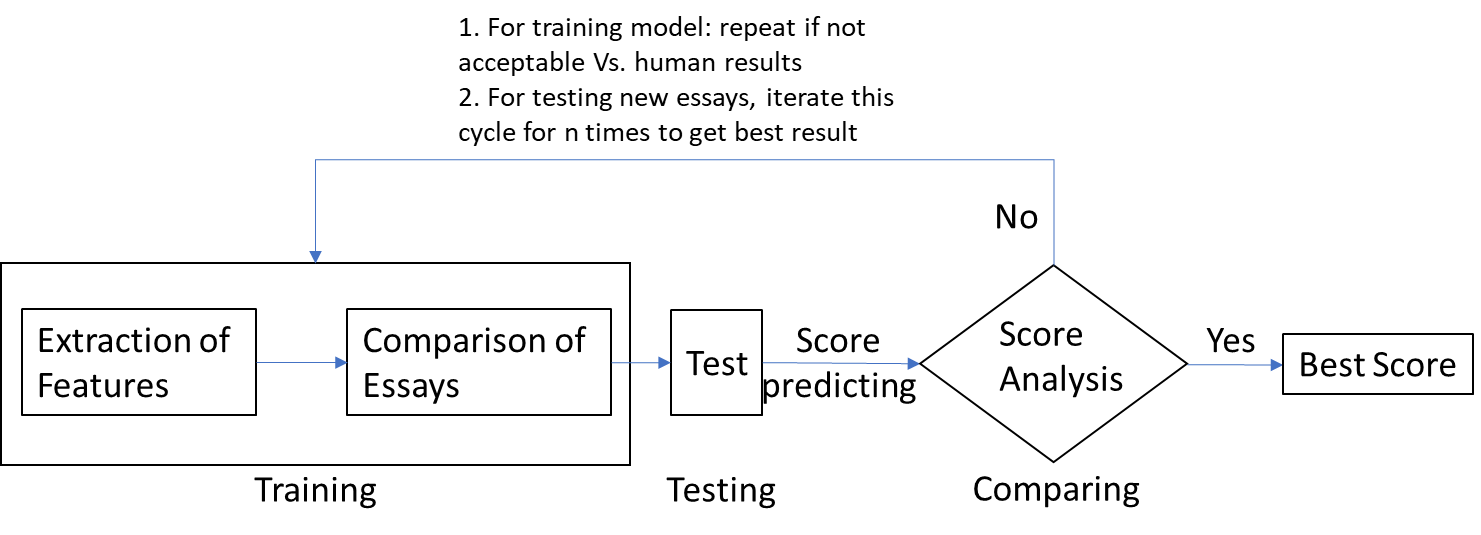 1. For training model: repeat if not
acceptable Vs. human results
2. For testing new essays, iterate this
cycle for n times to get best result
No
Extraction of
Features
Comparison of
Essays
Test
Score
predicting
Score
Analysis
Yes
Best Score
Training
Testing
Comparing